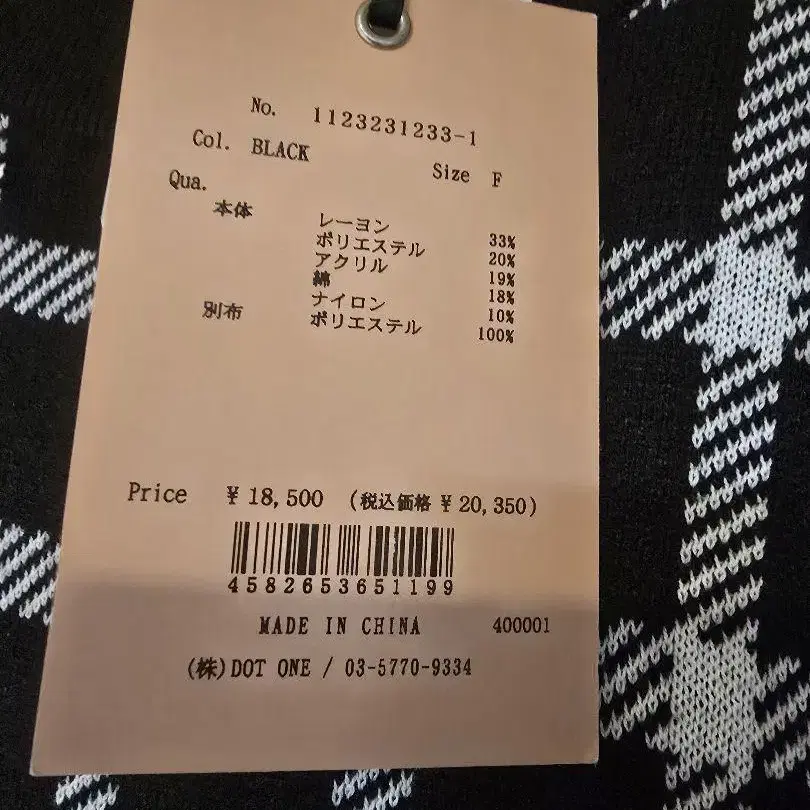 No. 1123231233-1
Col. BLACK Size F
Qua.
本体 レーヨン 33%
ポリエステル 20%
アクリル 19%
綿 18%
ナイロン 10%
別布 ポリエステル 100%
Price ¥18,500 (税込価格 ¥20,350)
4582653651199
MADE IN CHINA 400001
(株)DOT ONE / 03-5770-9334